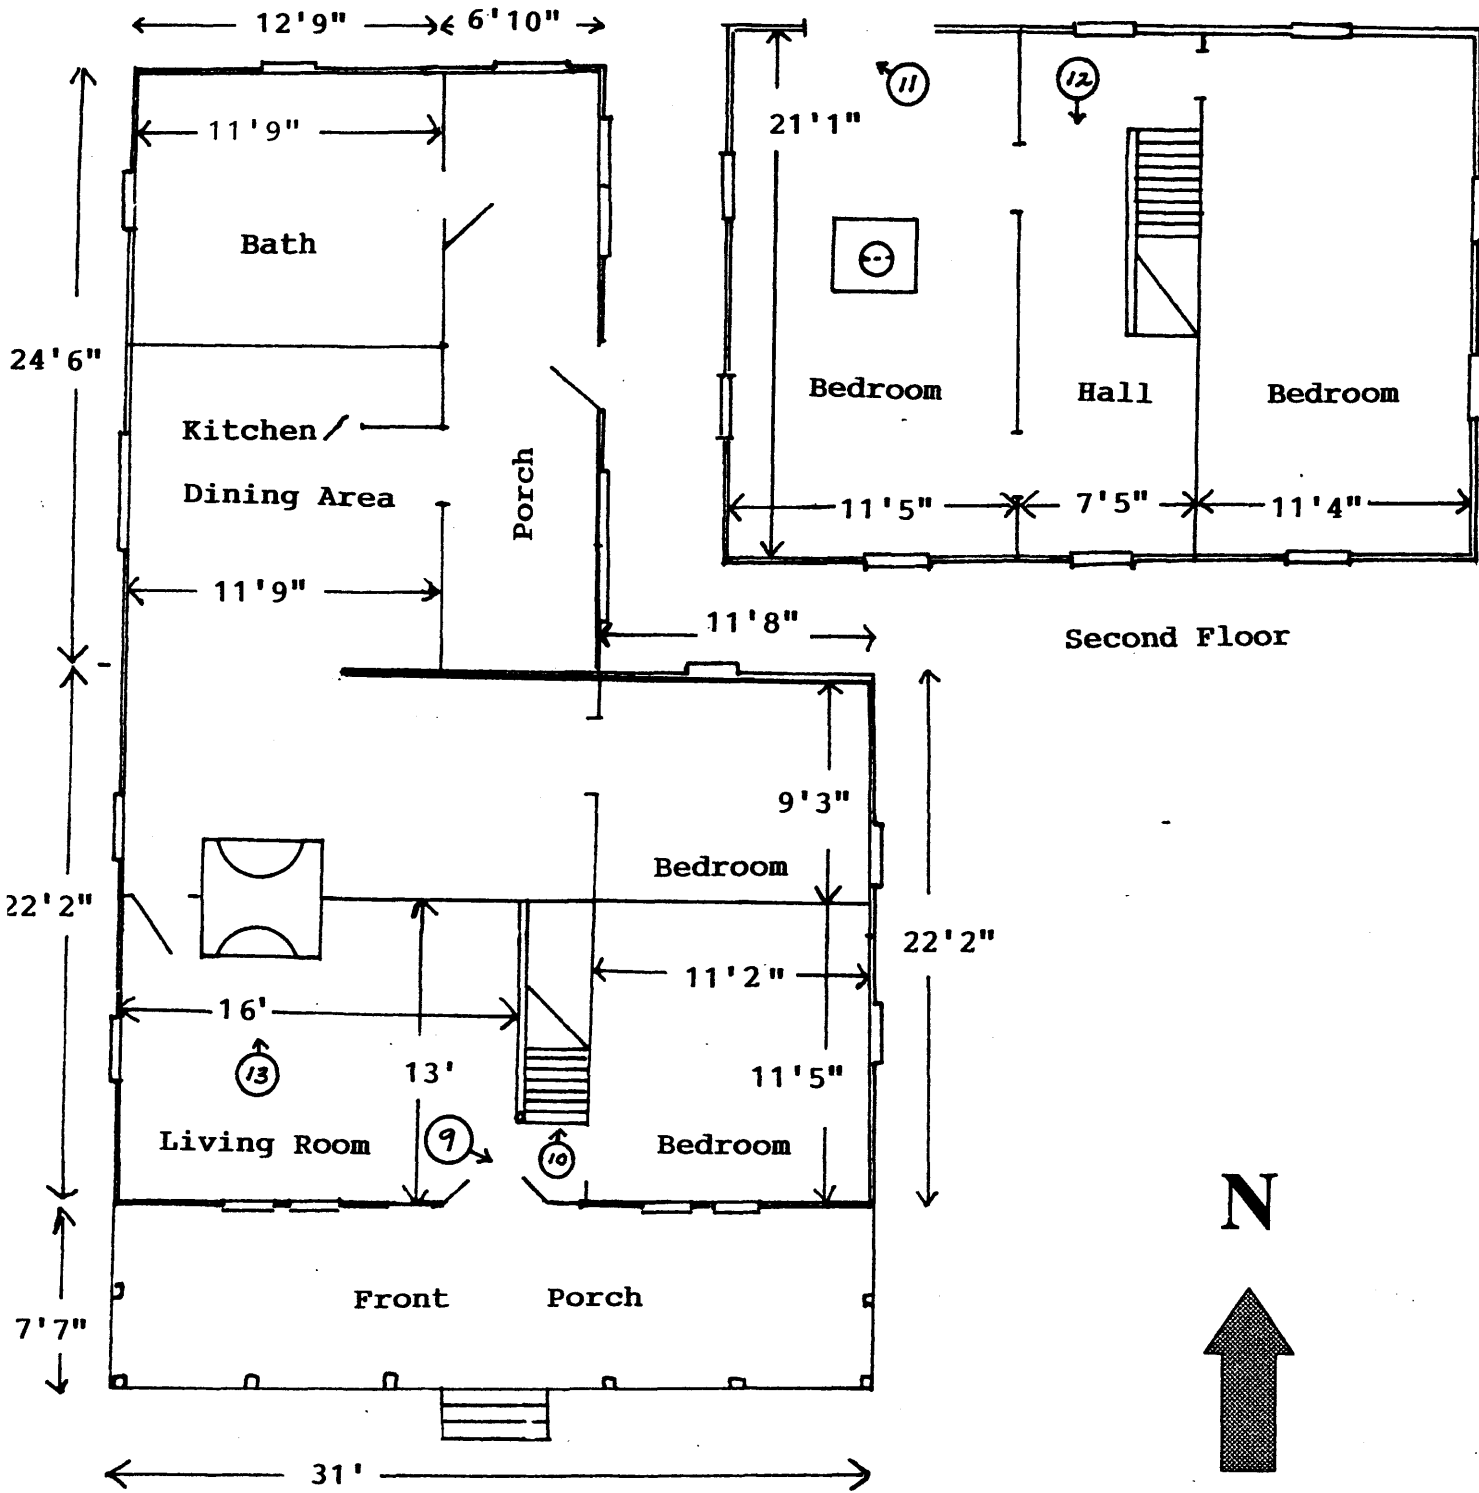 12'9" 6'10"
11'9"
Bath
24'6"
Kitchen/
Dining Area
Porch
11'9"
11'8"
22'2"
9'3"
Bedroom
22'2"
11'2"
16'
13
13'
11'5"
Living Room
9
10
Bedroom
Front Porch
7'7"
31'
11
12
21'1"
Bedroom
Hall
Bedroom
11'5" 7'5" 11'4"
Second Floor
N